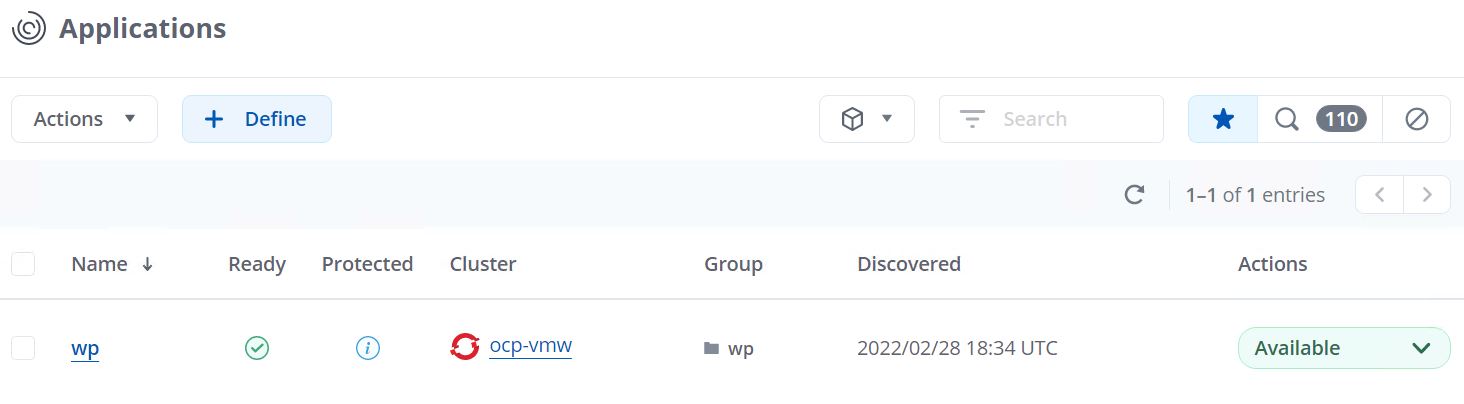 Applications
Actions Define Search 110
1–1 of 1 entries
Name Ready Protected Cluster Group Discovered Actions
wp ocp-vmw wp 2022/02/28 18:34 UTC Available